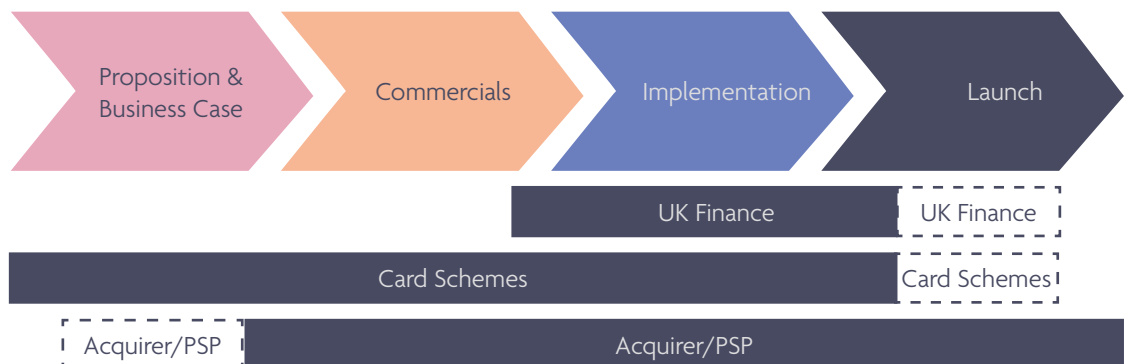 Proposition &
Business Case
Commercials
Implementation
Launch
UK Finance
UK Finance
Card Schemes
Card Schemes
Acquirer/PSP
Acquirer/PSP